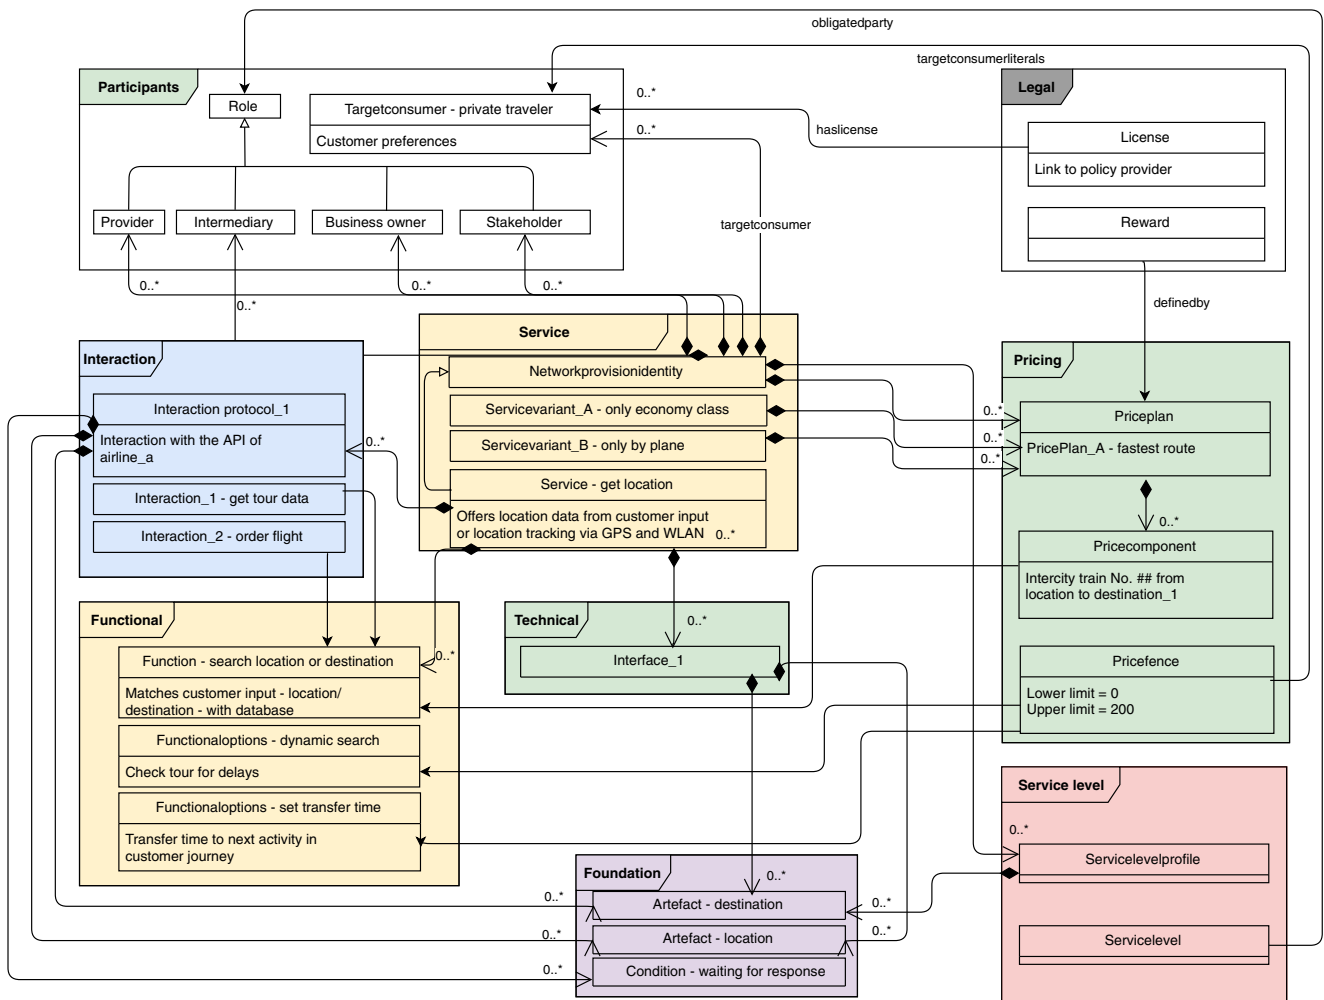 obligatedparty
targetconsumerliterals
Participants
Role
Targetconsumer - private traveler
Customer preferences
0..*
0..*
haslicense
Legal
License
Link to policy provider
Reward
Provider
Intermediary
Business owner
Stakeholder
targetconsumer
0..*
0..*
0..*
0..*
definedby
Service
Networkprovisionidentity
Servicevariant_A - only economy class
Servicevariant_B - only by plane
Service - get location
Offers location data from customer input
or location tracking via GPS and WLAN
0..*
Interaction
Interaction protocol_1
Interaction with the API of
airline_a
0..*
Interaction_1 - get tour data
Interaction_2 - order flight
Pricing
0..*
Priceplan
0..*
PricePlan_A - fastest route
0..*
0..*
Pricecomponent
Intercity train No. ## from
location to destination_1
Pricefence
Lower limit = 0
Upper limit = 200
Functional
Function - search location or destination
0..*
Matches customer input - location/
destination - with database
Functionaloptions - dynamic search
Check tour for delays
Functionaloptions - set transfer time
Transfer time to next activity in
customer journey
Technical
0..*
Interface_1
Service level
0..*
Servicelevelprofile
Servicelevel
Foundation
0..*
0..*
Artefact - destination
0..*
0..*
Artefact - location
0..*
0..*
Condition - waiting for response